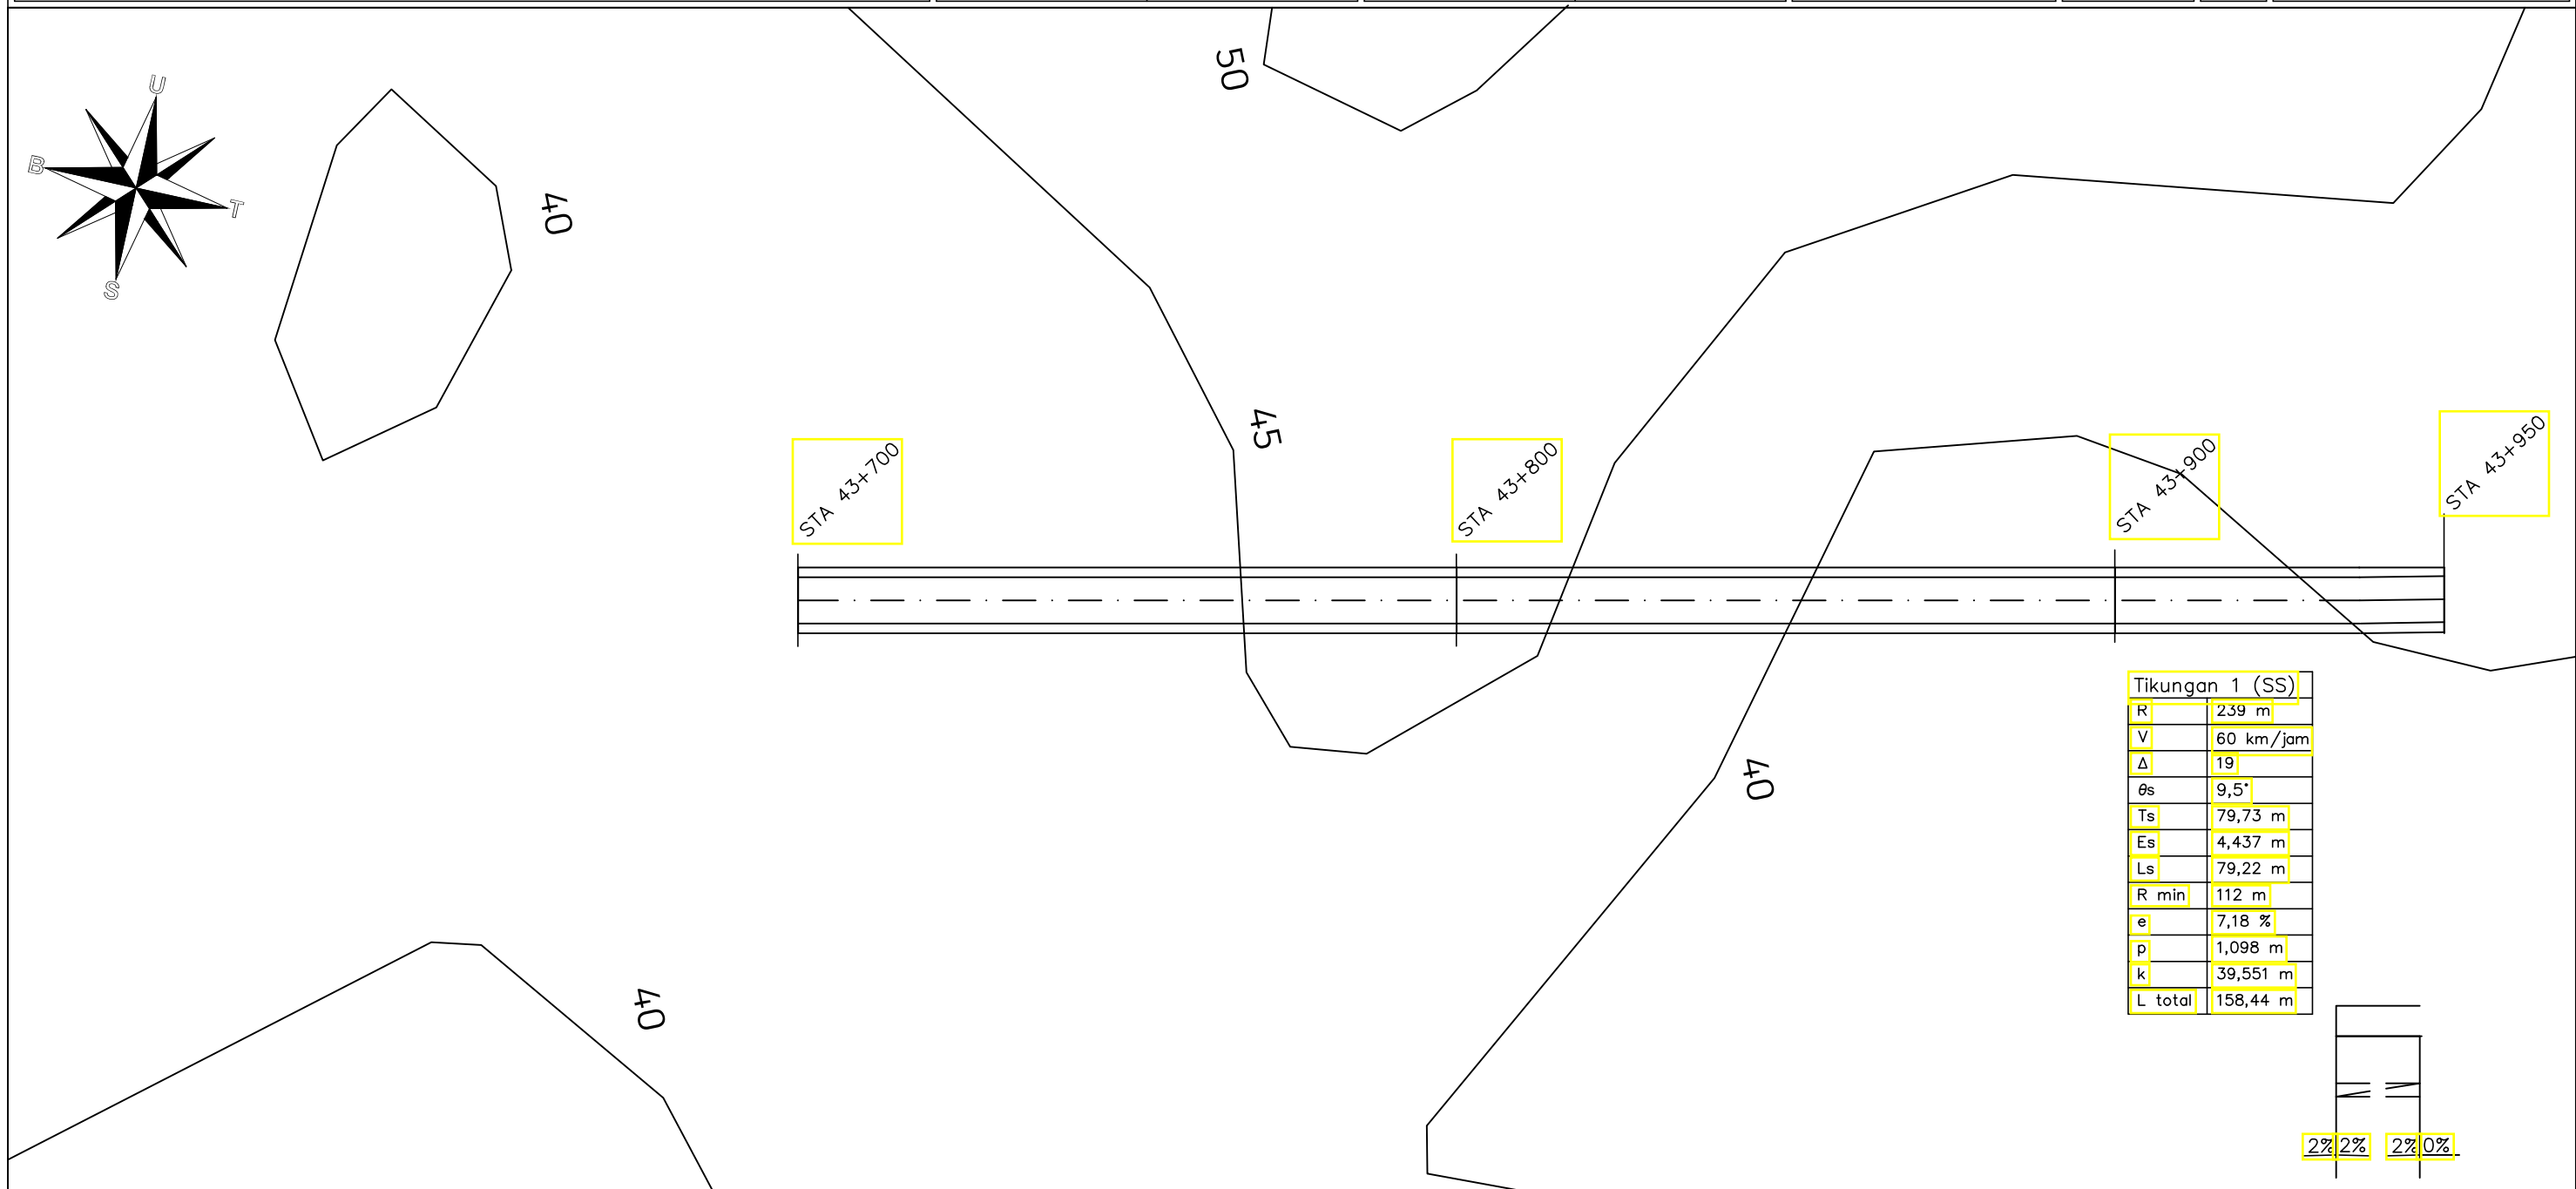 50
U
B
T
40
S
45
STA 43+700
STA 43+800
STA 43+900
STA 43+950
Tikungan 1 (SS)
R 239 m
V 60 km/jam
Δ 19
θs 9,5°
Ts 79,73 m
Es 4,437 m
Ls 79,22 m
R min 112 m
e 7,18 %
p 1,098 m
k 39,551 m
L total 158,44 m
40
40
2% 2% 2% 0%